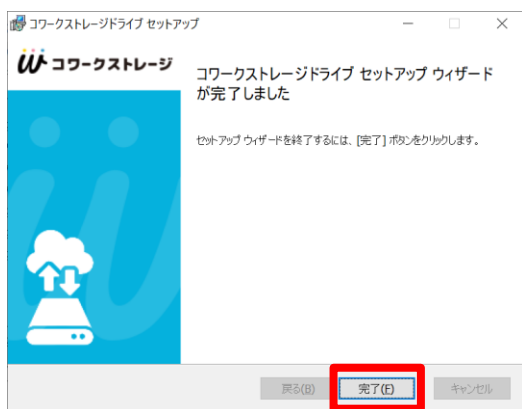 コワークストレージドライブ セットアップ
コワークストレージ
コワークストレージドライブ セットアップ ウィザード
が完了しました
セットアップ ウィザードを終了するには、[完了] ボタンをクリックします。
戻る(B)
完了(F)
キャンセル